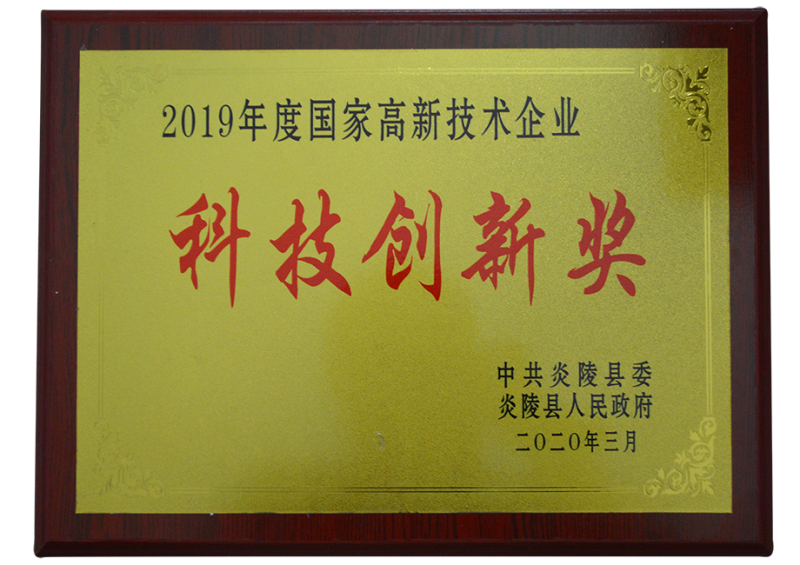 2019年度国家高新技术企业
科技创新奖
中共炎陵县委
炎陵县人民政府
二〇二〇年三月